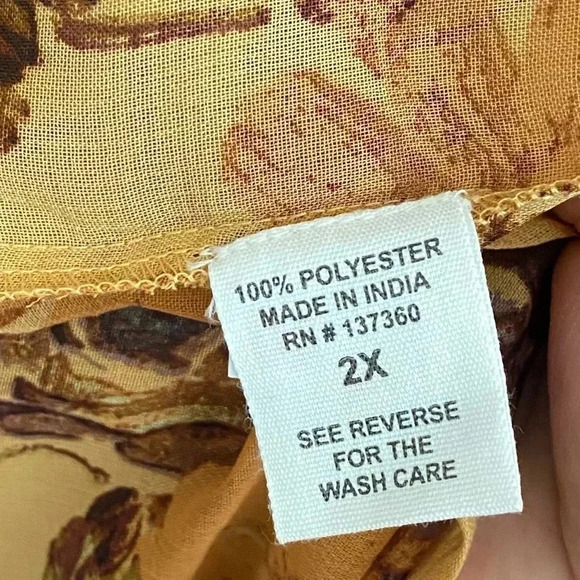 100% POLYESTER
MADE IN INDIA
RN # 137360
2X
SEE REVERSE
FOR THE
WASH CARE